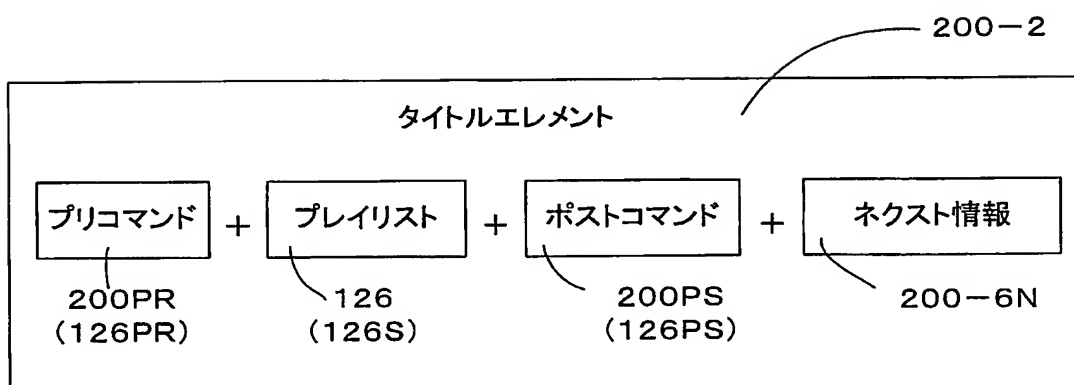 200-2
タイトルエレメント
プリコマンド + プレイリスト + ポストコマンド + ネクスト情報
200PR 126 200PS 200-6N
(126PR) (126S) (126PS)